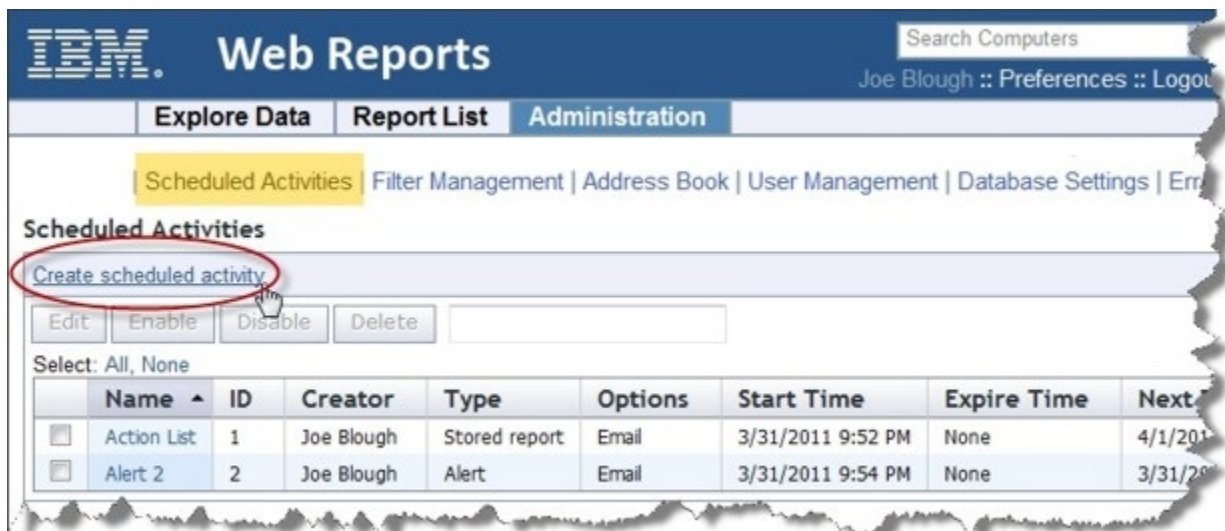 IBM. Web Reports Search Computers
Joe Blough :: Preferences :: Logou
Explore Data Report List Administration
| Scheduled Activities | Filter Management | Address Book | User Management | Database Settings | Err
Scheduled Activities
Create scheduled activity
Edit Enable Disable Delete
Select: All, None
Name ID Creator Type Options Start Time Expire Time Next
Action List 1 Joe Blough Stored report Email 3/31/2011 9:52 PM None 4/1/201
Alert 2 2 Joe Blough Alert Email 3/31/2011 9:54 PM None 3/31/20